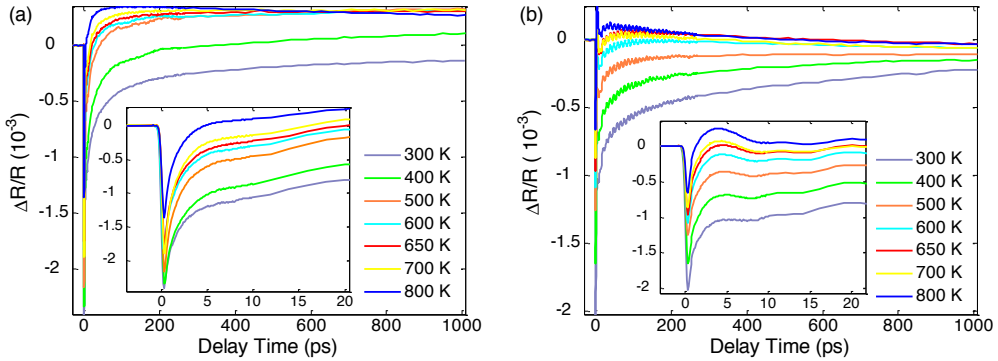 (a)
0
-0.5
-1
-1.5
-2
ΔR/R (10⁻³)
0
200
400
600
800
1000
Delay Time (ps)
0
-0.5
-1
-1.5
-2
0
5
10
15
20
300 K
400 K
500 K
600 K
650 K
700 K
800 K
(b)
0
-0.5
-1
-1.5
-2
ΔR/R ( 10⁻³)
0
200
400
600
800
1000
Delay Time (ps)
0
-0.5
-1
-1.5
-2
0
5
10
15
20
300 K
400 K
500 K
600 K
650 K
700 K
800 K